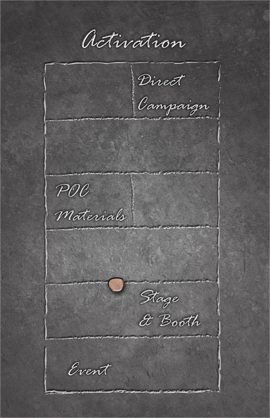 Activation
Direct
Campaign
POC
Materials
Stage
& Booth
Event